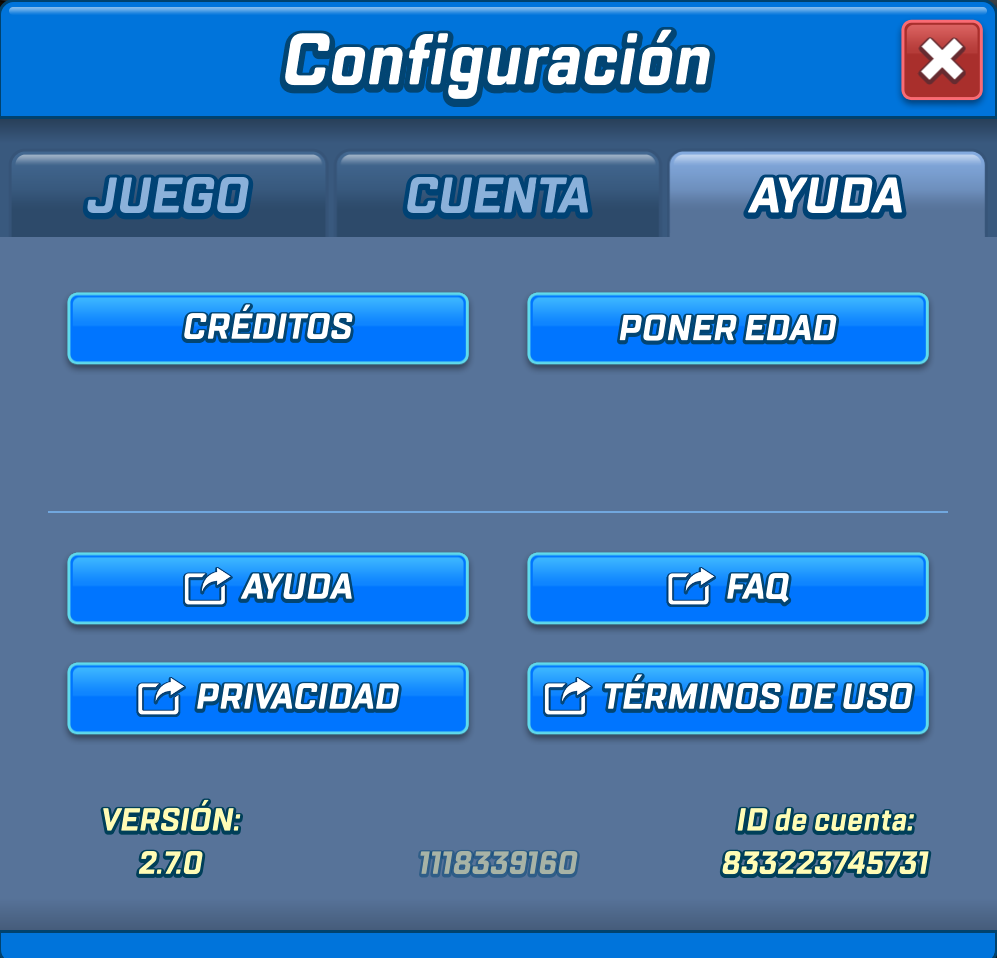 Configuración
JUEGO CUENTA AYUDA
CRÉDITOS PONER EDAD
AYUDA FAQ
PRIVACIDAD TÉRMINOS DE USO
VERSIÓN: ID de cuenta:
2.7.0 1118339160 833223745731